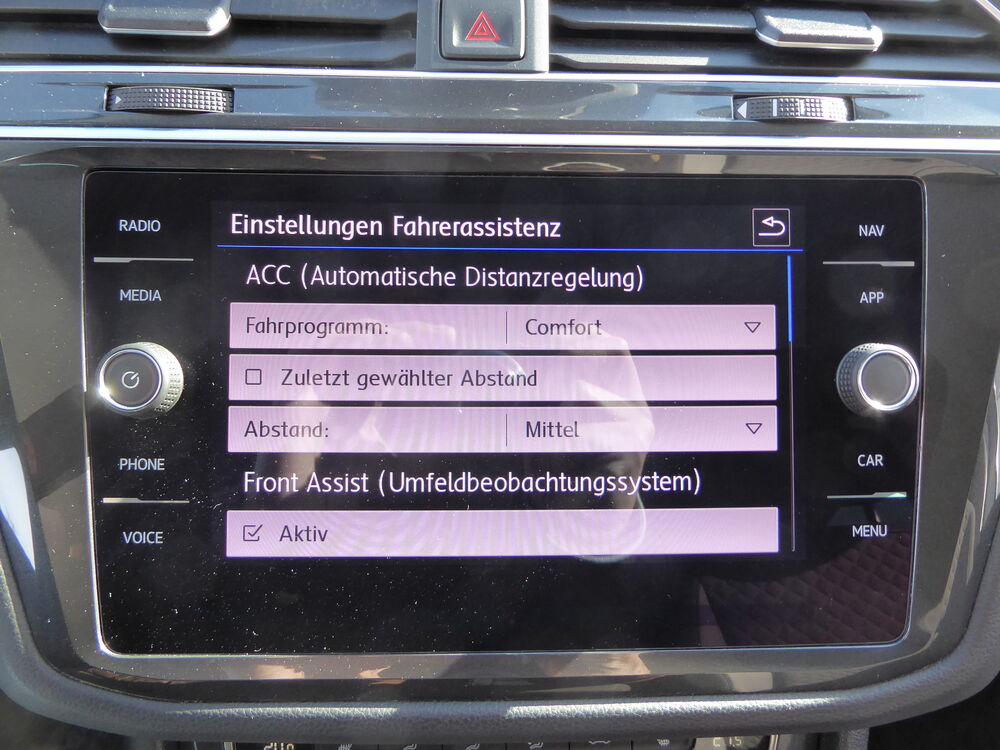 Einstellungen Fahrerassistenz
RADIO
NAV
ACC (Automatische Distanzregelung)
MEDIA
APP
Fahrprogramm: Comfort
Zuletzt gewählter Abstand
Abstand: Mittel
PHONE
CAR
Front Assist (Umfeldbeobachtungssystem)
VOICE
Aktiv
MENU